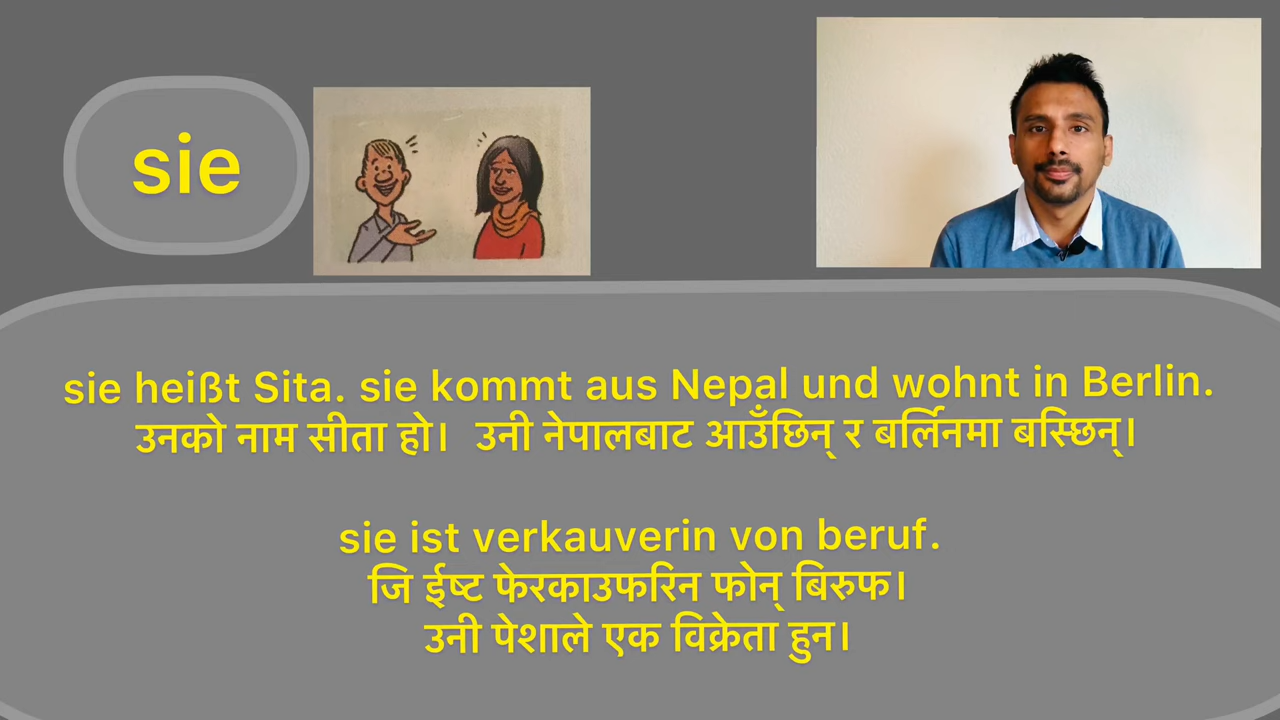 sie
sie heißt Sita. sie kommt aus Nepal und wohnt in Berlin.
उनको नाम सीता हो। उनी नेपालबाट आउँछिन् र बर्लिनमा बस्छिन्।
sie ist verkauverin von beruf.
जि ईष्ट फेरकाउफरिन फोन् बिरुफ।
उनी पेशाले एक विक्रेता हुन।